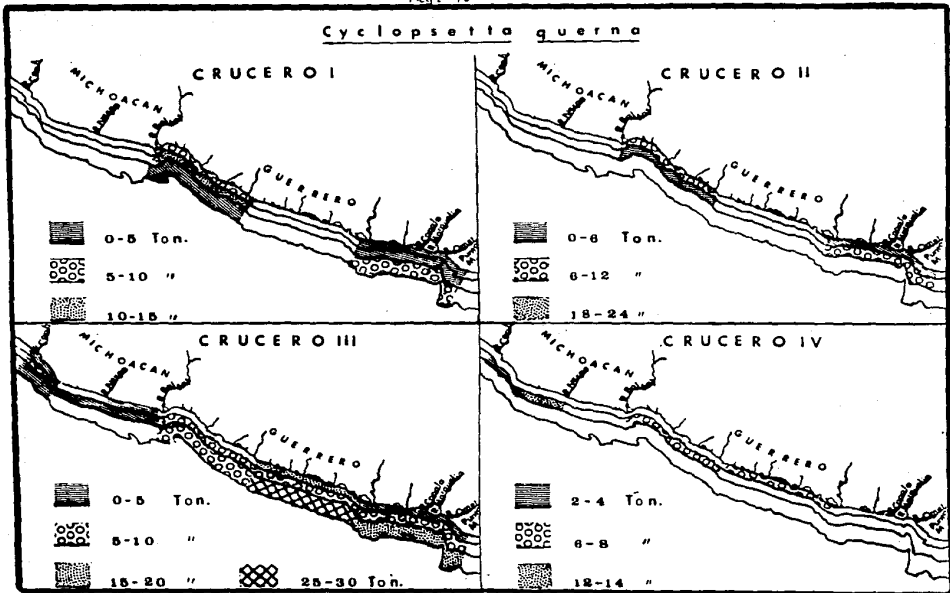 Cyclopsetta querna
CRUCERO I
MICHOACAN
GUERRERO
0-5 Ton.
5-10 "
10-15 "
CRUCERO II
MICHOACAN
GUERRERO
0-6 Ton.
6-12 "
18-24 "
CRUCERO III
MICHOACAN
GUERRERO
0-5 Ton.
5-10 "
15-20 "
25-30 Ton.
CRUCERO IV
MICHOACAN
GUERRERO
2-4 Ton.
6-8 "
12-14 "